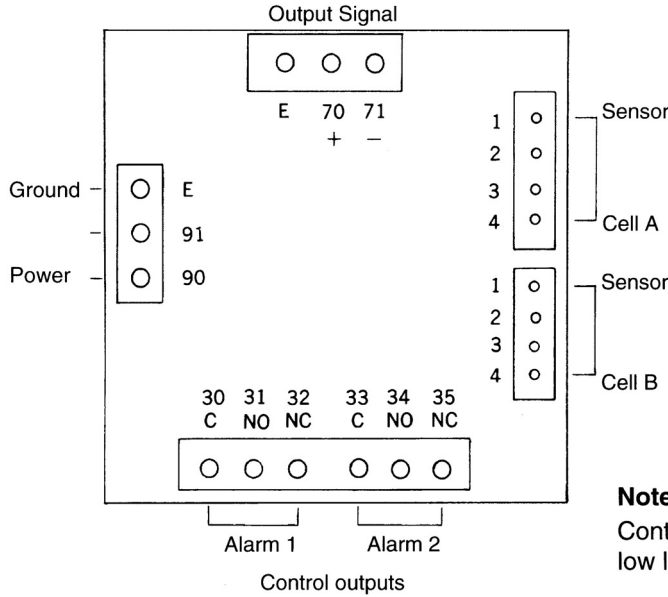 Output Signal
E 70 71
+ −
1 Sensor
2
3
4 Cell A
Ground − E
− 91
Power − 90
1 Sensor
2
3
4 Cell B
30 31 32 33 34 35
C NO NC C NO NC
Alarm 1 Alarm 2
Control outputs
Note
Cont
low l